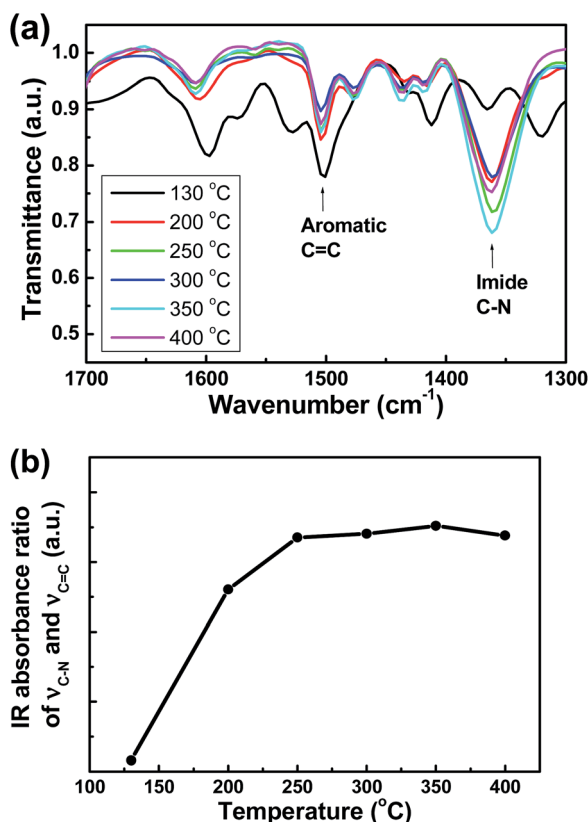 (a)
1.0
0.9
0.8
0.7
0.6
0.5
Transmittance (a.u.)
130 °C
200 °C
250 °C
300 °C
350 °C
400 °C
Aromatic
C=C
Imide
C-N
1700 1600 1500 1400 1300
Wavenumber (cm⁻¹)
(b)
IR absorbance ratio
of νC-N and νC=C (a.u.)
100 150 200 250 300 350 400
Temperature (°C)